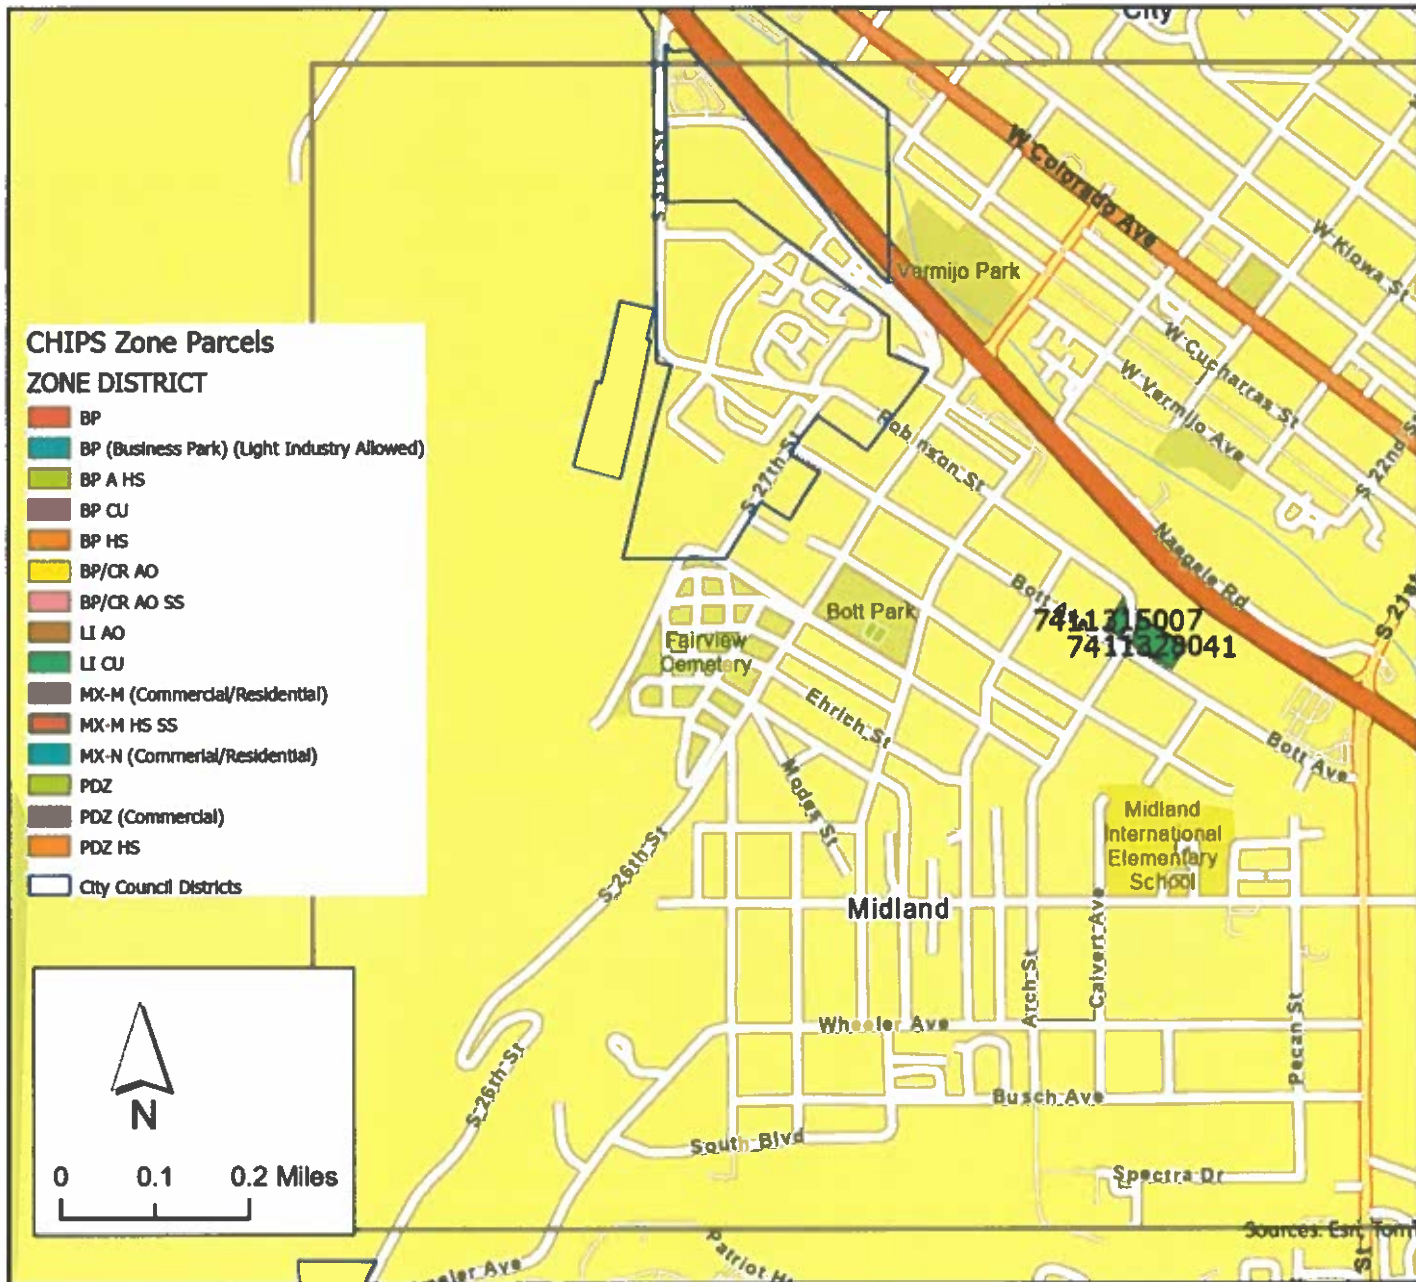 City
W Colorado Ave
W Kiowa St
Vermijo Park
W Cucharras St
W Vermijo Ave
S 22nd S
CHIPS Zone Parcels
ZONE DISTRICT
BP
BP (Business Park) (Light Industry Allowed)
BP A HS
BP CU
BP HS
BP/CR AO
BP/CR AO SS
LI AO
LI CU
MX-M (Commercial/Residential)
MX-M HS SS
MX-N (Commerial/Residential)
PDZ
PDZ (Commercial)
PDZ HS
City Council Districts
Robinson St
S 27th St
Naegele Rd
S 21st
Bott
7411315007
7411328041
Bott Park
Fairview
Cemetery
Ehrich St
Bott Ave
Modes St
Midland
International
Elementary
School
S 26th St
Midland
Calvert Ave
Arch St
Wheeler Ave
Pecan St
S 26th St
Busch Ave
South Blvd
Spectra Dr
N
0 0.1 0.2 Miles
Sources: Esri, Tom
St
eeler Ave
Patriot H